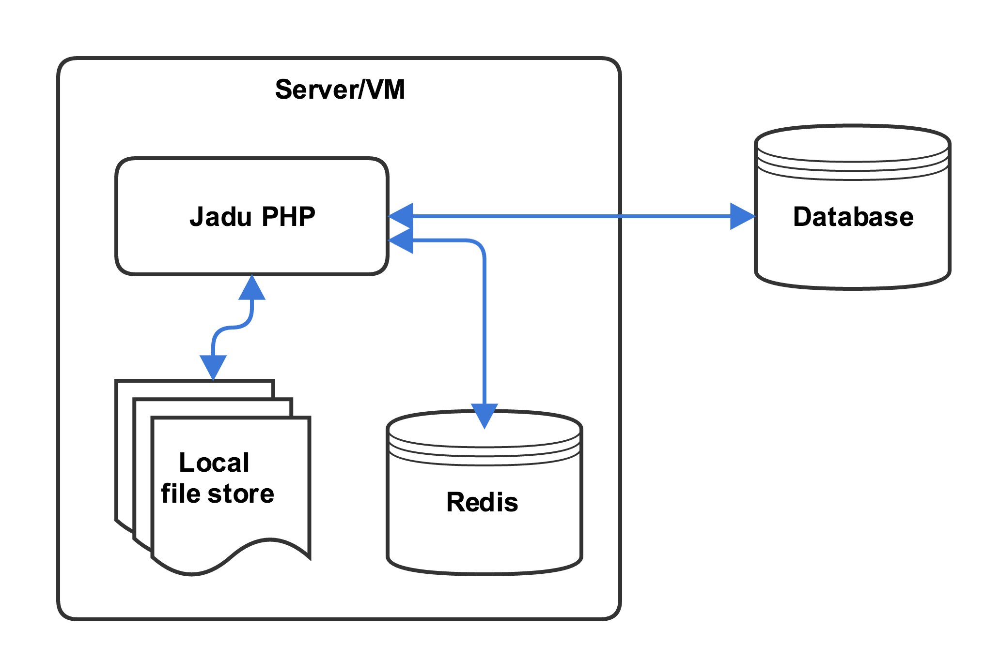 Server/VM
Jadu PHP
Database
Local
file store
Redis